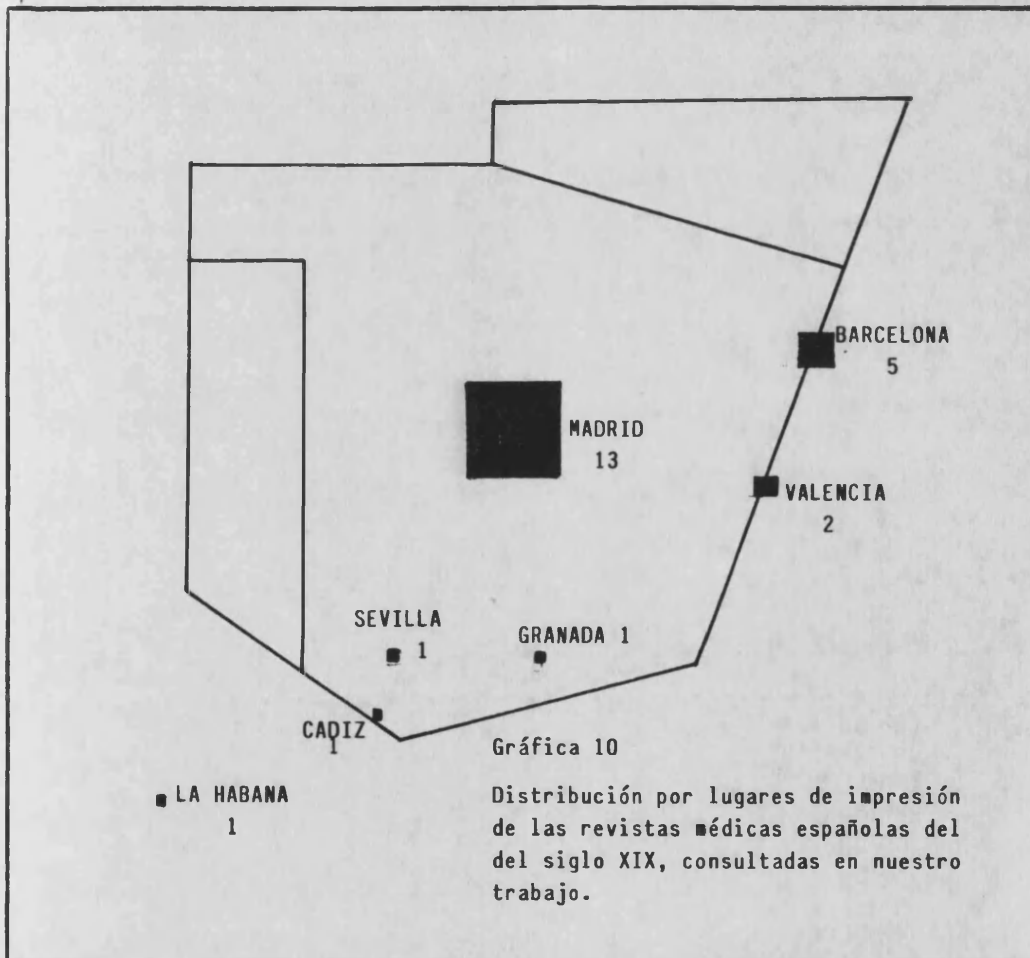 BARCELONA
5
MADRID
13
VALENCIA
2
SEVILLA
1
GRANADA 1
CADIZ
1
LA HABANA
1
Gráfica 10
Distribución por lugares de impresión
de las revistas médicas españolas del
del siglo XIX, consultadas en nuestro
trabajo.